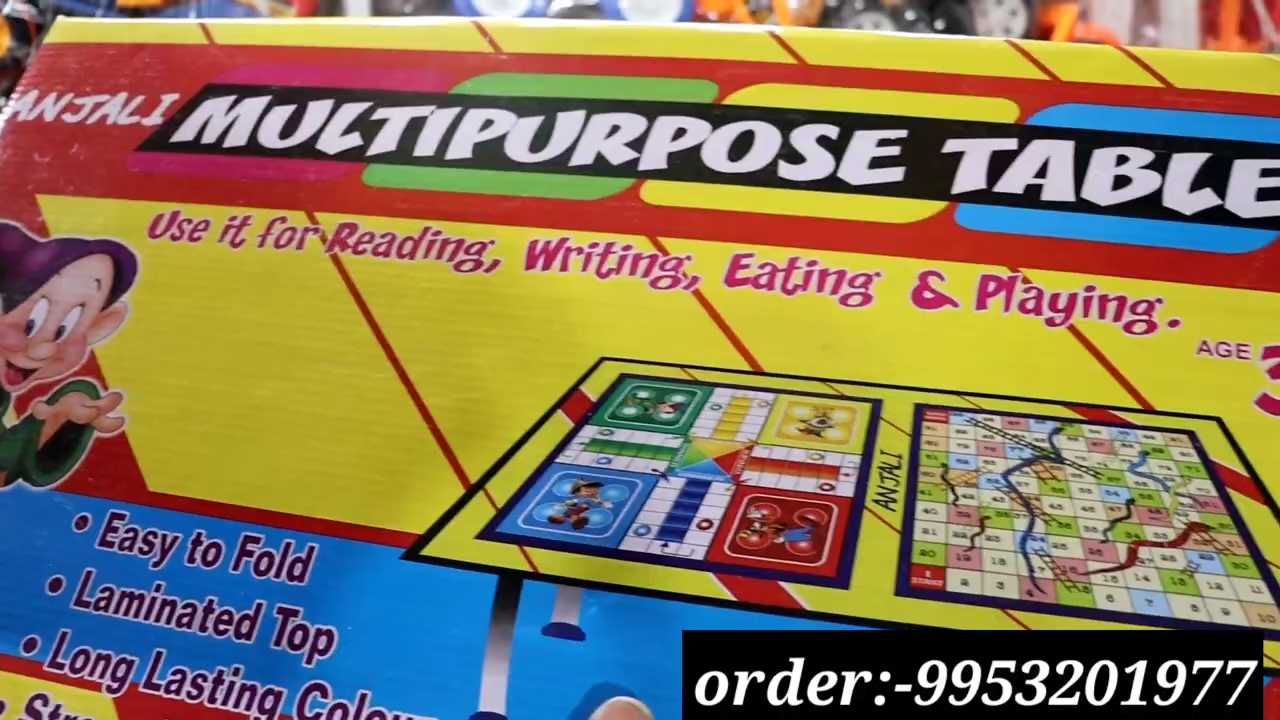 ANJALI MULTIPURPOSE TABLE
Use it for Reading, Writing, Eating & Playing.
AGE
ANJALI
• Easy to Fold
• Laminated Top
• Long Lasting
order:-9953201977